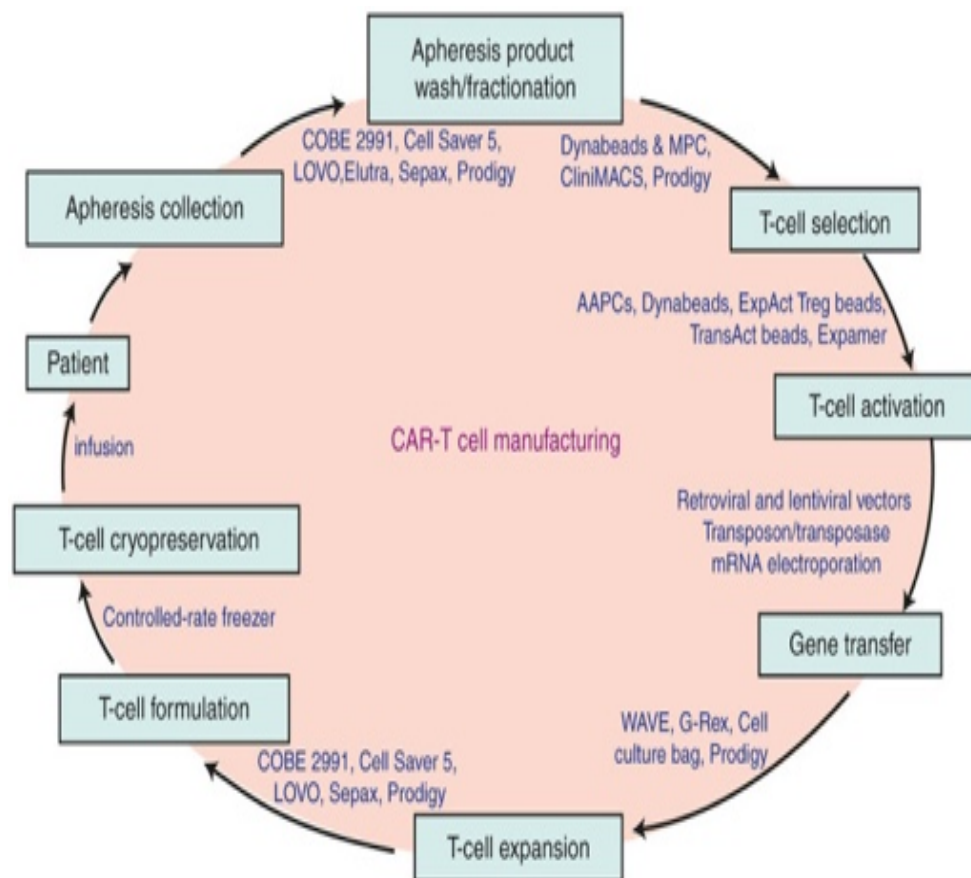 Apheresis product
wash/fractionation
COBE 2991, Cell Saver 5,
LOVO,Elutra, Sepax, Prodigy
Dynabeads & MPC,
CliniMACS, Prodigy
Apheresis collection
T-cell selection
AAPCs, Dynabeads, ExpAct Treg beads,
TransAct beads, Expamer
Patient
T-cell activation
infusion
CAR-T cell manufacturing
Retroviral and lentiviral vectors
Transposon/transposase
mRNA electroporation
T-cell cryopreservation
Controlled-rate freezer
Gene transfer
T-cell formulation
WAVE, G-Rex, Cell
culture bag, Prodigy
COBE 2991, Cell Saver 5,
LOVO, Sepax, Prodigy
T-cell expansion